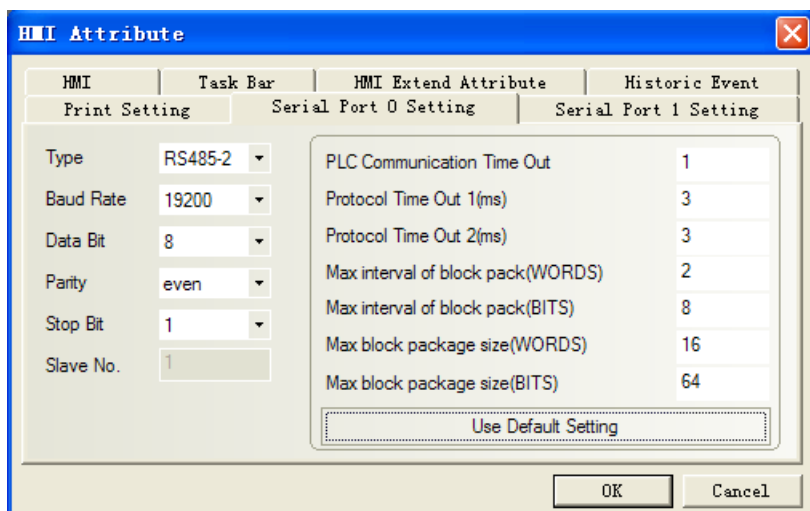 HMI Attribute
HMI Task Bar HMI Extend Attribute Historic Event
Print Setting Serial Port 0 Setting Serial Port 1 Setting
Type RS485-2
Baud Rate 19200
Data Bit 8
Parity even
Stop Bit 1
Slave No. 1
PLC Communication Time Out 1
Protocol Time Out 1(ms) 3
Protocol Time Out 2(ms) 3
Max interval of block pack(WORDS) 2
Max interval of block pack(BITS) 8
Max block package size(WORDS) 16
Max block package size(BITS) 64
Use Default Setting
OK Cancel